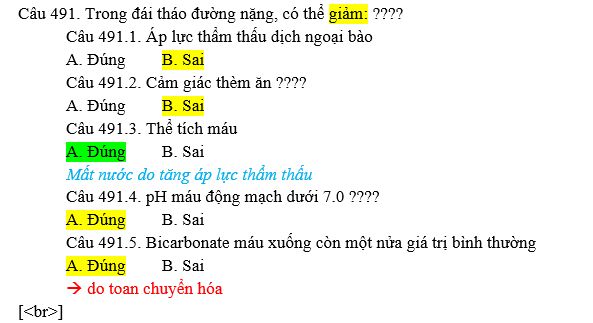 Câu 491. Trong đái tháo đường nặng, có thể giảm: ????
Câu 491.1. Áp lực thẩm thấu dịch ngoại bào
A. Đúng B. Sai
Câu 491.2. Cảm giác thèm ăn ????
A. Đúng B. Sai
Câu 491.3. Thể tích máu
A. Đúng B. Sai
Mất nước do tăng áp lực thẩm thấu
Câu 491.4. pH máu động mạch dưới 7.0 ????
A. Đúng B. Sai
Câu 491.5. Bicarbonate máu xuống còn một nửa giá trị bình thường
A. Đúng B. Sai
→ do toan chuyển hóa
[<br>]